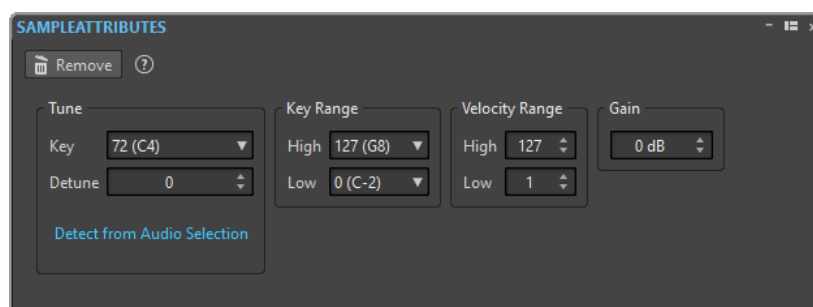 SAMPLEATTRIBUTES
Remove
Tune
Key 72 (C4)
Detune 0
Detect from Audio Selection
Key Range
High 127 (G8)
Low 0 (C-2)
Velocity Range
High 127
Low 1
Gain
0 dB